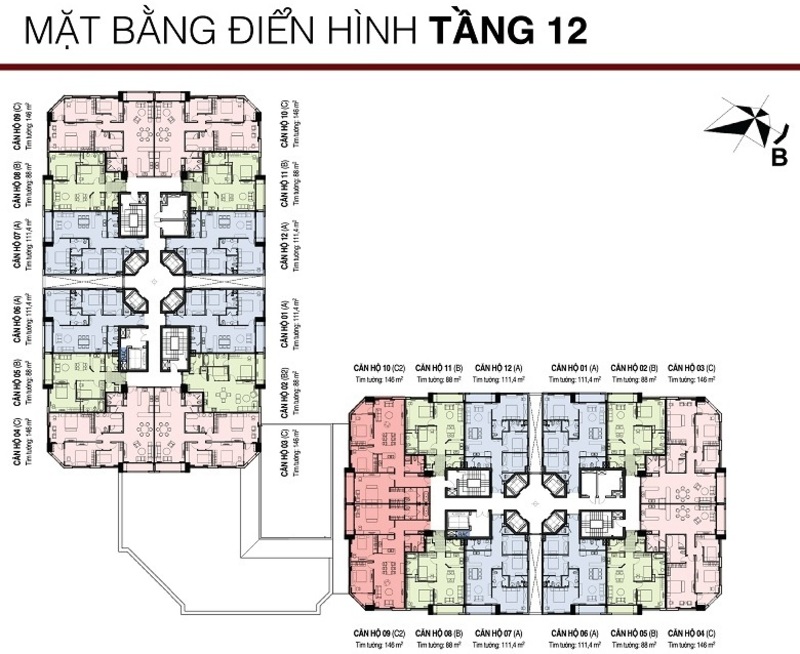 MẶT BẰNG ĐIỂN HÌNH TẦNG 12
B
CĂN HỘ 09 (C)
Tim tường: 146 m²
CĂN HỘ 08 (B)
Tim tường: 88 m²
CĂN HỘ 07 (A)
Tim tường: 111,4 m²
CĂN HỘ 06 (A)
Tim tường: 111,4 m²
CĂN HỘ 05 (B)
Tim tường: 88 m²
CĂN HỘ 04 (C)
Tim tường: 146 m²
CĂN HỘ 10 (C)
Tim tường: 146 m²
CĂN HỘ 11 (B)
Tim tường: 88 m²
CĂN HỘ 12 (A)
Tim tường: 111,4 m²
CĂN HỘ 01 (A)
Tim tường: 111,4 m²
CĂN HỘ 02 (B2)
Tim tường: 88 m²
CĂN HỘ 03 (C)
Tim tường: 146 m²
CĂN HỘ 10 (C2) CĂN HỘ 11 (B) CĂN HỘ 12 (A) CĂN HỘ 01 (A) CĂN HỘ 02 (B) CĂN HỘ 03 (C)
Tim tường: 146 m² Tim tường: 88 m² Tim tường: 111,4 m² Tim tường: 111,4 m² Tim tường: 88 m² Tim tường: 146 m²
CĂN HỘ 09 (C2) CĂN HỘ 08 (B) CĂN HỘ 07 (A) CĂN HỘ 06 (A) CĂN HỘ 05 (B) CĂN HỘ 04 (C)
Tim tường: 146 m² Tim tường: 88 m² Tim tường: 111,4 m² Tim tường: 111,4 m² Tim tường: 88 m² Tim tường: 146 m²